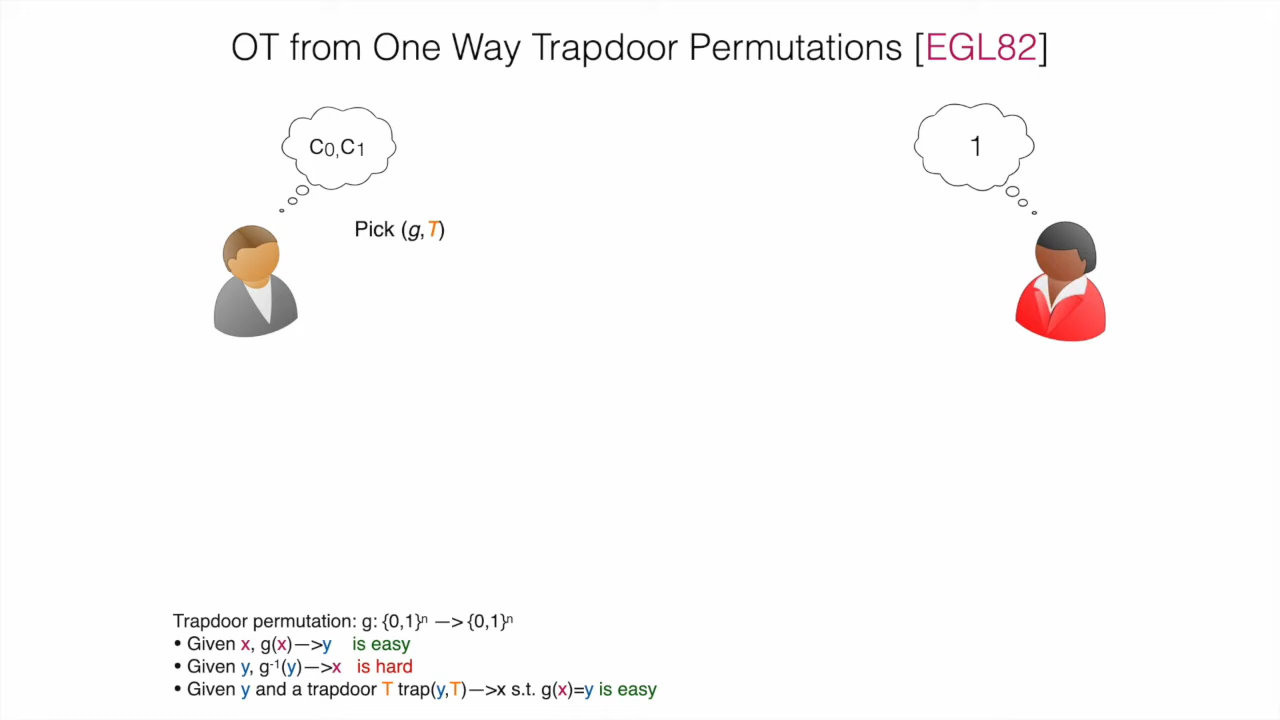 OT from One Way Trapdoor Permutations [EGL82]
C₀,C₁
1
Pick (g,T)
Trapdoor permutation: g: {0,1}ⁿ —> {0,1}ⁿ
• Given x, g(x)—>y is easy
• Given y, g⁻¹(y)—>x is hard
• Given y and a trapdoor T trap(y,T)—>x s.t. g(x)=y is easy